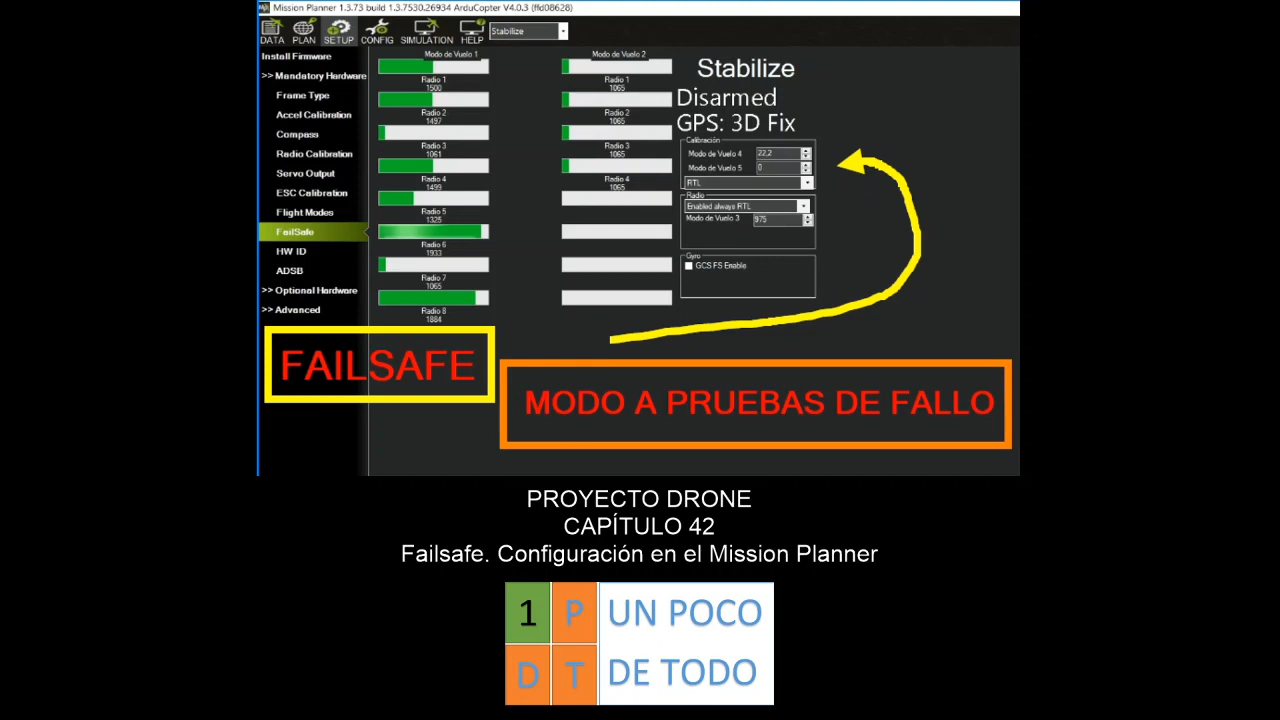 Mission Planner 1.3.73 build 1.3.7530.26934 ArduCopter V4.0.3 (ffd08628)
DATA PLAN SETUP CONFIG SIMULATION HELP Stabilize
Install Firmware
>> Mandatory Hardware
Frame Type
Accel Calibration
Compass
Radio Calibration
Servo Output
ESC Calibration
Flight Modes
FailSafe
HW ID
ADSB
>> Optional Hardware
>> Advanced
Modo de Vuelo 1
Radio 1
1500
Radio 2
1497
Radio 3
1061
Radio 4
1499
Radio 5
1325
Radio 6
1933
Radio 7
1065
Radio 8
1884
Modo de Vuelo 2
Radio 1
1065
Radio 2
1065
Radio 3
1065
Radio 4
1065
Stabilize
Disarmed
GPS: 3D Fix
Calibración
Modo de Vuelo 4 22,2
Modo de Vuelo 5 0
RTL
Radio
Enabled always RTL
Modo de Vuelo 3 975
Gyro
GCS FS Enable
FAILSAFE
MODO A PRUEBAS DE FALLO
PROYECTO DRONE
CAPÍTULO 42
Failsafe. Configuración en el Mission Planner
1 P UN POCO
D T DE TODO